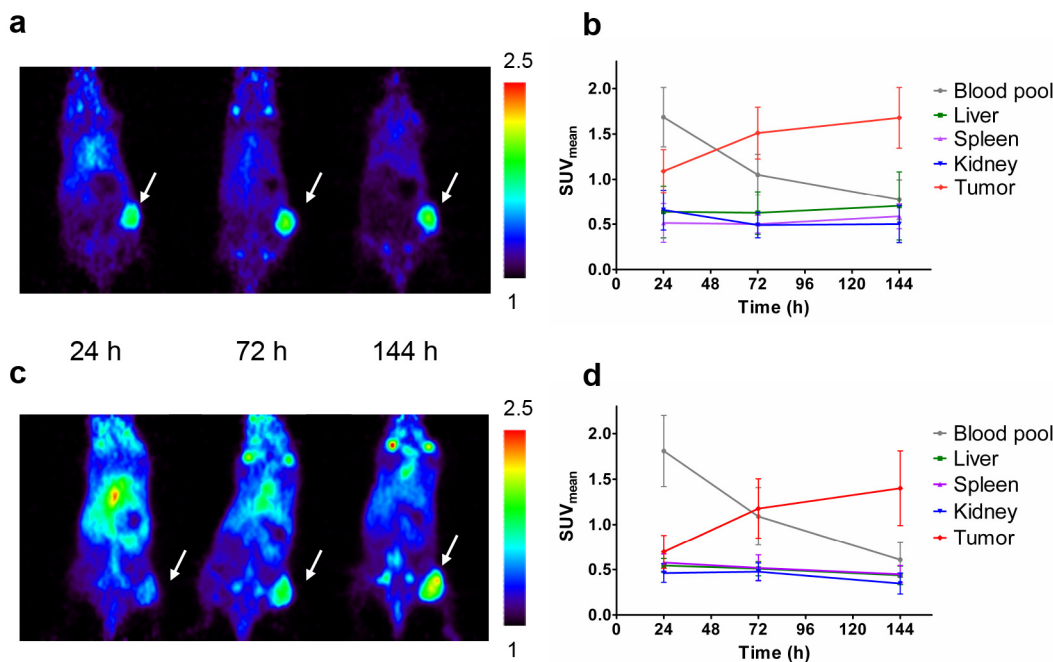 a
2.5
1
b
SUVmean
2.0
1.5
1.0
0.5
0.0
0 24 48 72 96 120 144
Time (h)
Blood pool
Liver
Spleen
Kidney
Tumor
24 h 72 h 144 h
c
2.5
1
d
SUVmean
2.0
1.5
1.0
0.5
0.0
0 24 48 72 96 120 144
Time (h)
Blood pool
Liver
Spleen
Kidney
Tumor